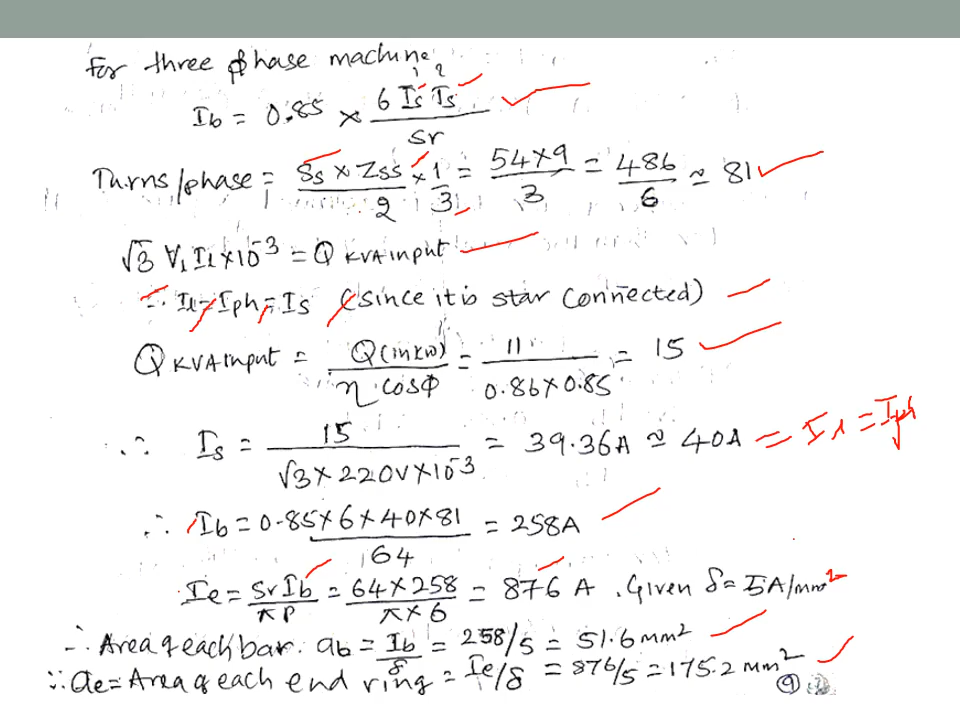 For three phase machine
1 2
Ib = 0.85 × 6 Is Ts / Sr
Turns/phase = Ss × Zss / 2 × 1/3 = 54×9 / 3 = 486 / 6 ≈ 81
√3 V1 Il ×10^-3 = Q KVA input
∴ Il = Iph = Is (since it is star connected)
Q KVA input = Q (in kW) / η cosφ = 11 / 0.86×0.85 = 15
∴ Is = 15 / √3 × 220V × 10^-3 = 39.36A ≈ 40A = Il = Iph
∴ Ib = 0.85×6×40×81 / 64 = 258A
Ie = Sr Ib / πP = 64×258 / π×6 = 876 A . Given δ = 5A/mm²
∴ Area of each bar. ab = Ib / δ = 258/5 = 51.6 mm²
∵ ae = Area of each end ring = Ie/δ = 876/5 = 175.2 mm²
9